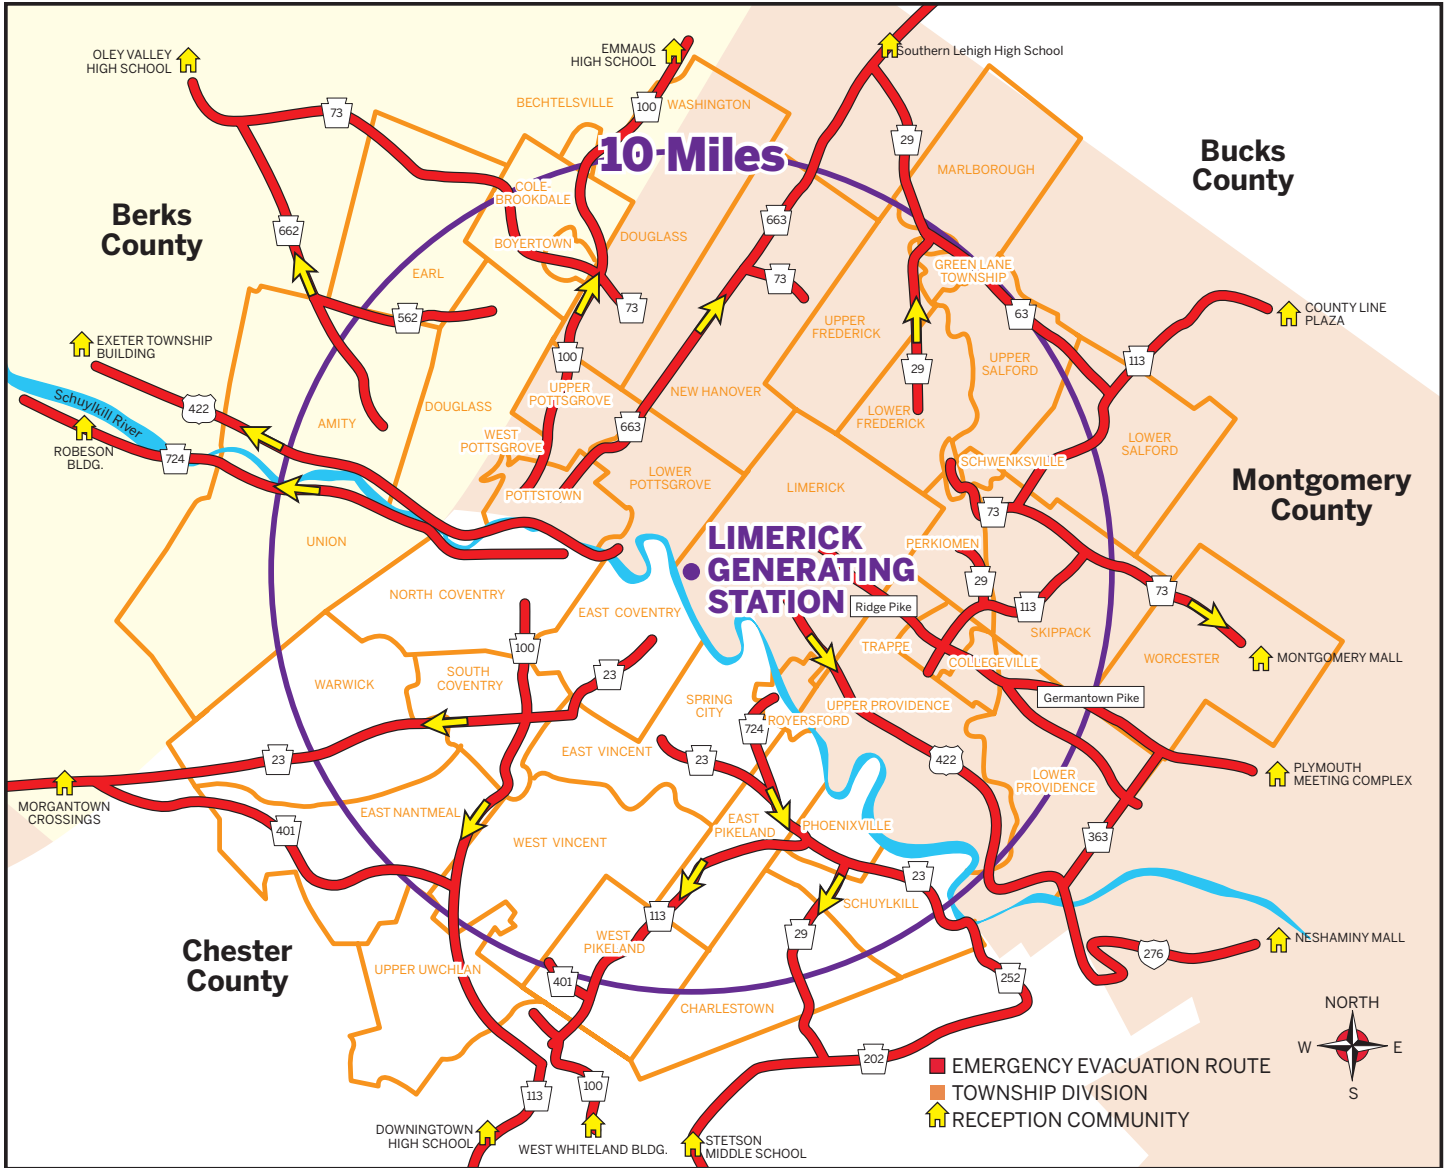 OLEY VALLEY
HIGH SCHOOL
EMMAUS
HIGH SCHOOL
Southern Lehigh High School
BECHTELSVILLE
100
WASHINGTON
73
29
10-Miles
Bucks
County
MARLBOROUGH
COLE-
BROOKDALE
Berks
County
662
663
DOUGLASS
BOYERTOWN
EARL
GREEN LANE
TOWNSHIP
73
73
562
63
COUNTY LINE
PLAZA
UPPER
FREDERICK
EXETER TOWNSHIP
BUILDING
100
29
UPPER
SALFORD
113
UPPER
POTTSGROVE
NEW HANOVER
Schuylkill River
422
DOUGLASS
AMITY
LOWER
FREDERICK
663
WEST
POTTSGROVE
LOWER
SALFORD
ROBESON
BLDG.
724
SCHWENKSVILLE
LOWER
POTTSGROVE
LIMERICK
POTTSTOWN
Montgomery
County
73
UNION
LIMERICK
GENERATING
STATION
PERKIOMEN
29
73
NORTH COVENTRY
EAST COVENTRY
Ridge Pike
113
SKIPPACK
100
TRAPPE
COLLEGEVILLE
WORCESTER
MONTGOMERY MALL
WARWICK
SOUTH
COVENTRY
23
SPRING
CITY
UPPER PROVIDENCE
Germantown Pike
ROYERSFORD
724
EAST VINCENT
23
23
422
LOWER
PROVIDENCE
PLYMOUTH
MEETING COMPLEX
MORGANTOWN
CROSSINGS
EAST NANTMEAL
401
WEST VINCENT
EAST
PIKELAND
PHOENIXVILLE
363
23
SCHUYLKILL
113
29
WEST
PIKELAND
NESHAMINY MALL
276
Chester
County
UPPER UWCHLAN
401
252
CHARLESTOWN
NORTH
W
E
S
202
EMERGENCY EVACUATION ROUTE
TOWNSHIP DIVISION
RECEPTION COMMUNITY
113
100
DOWNINGTOWN
HIGH SCHOOL
WEST WHITELAND BLDG.
STETSON
MIDDLE SCHOOL